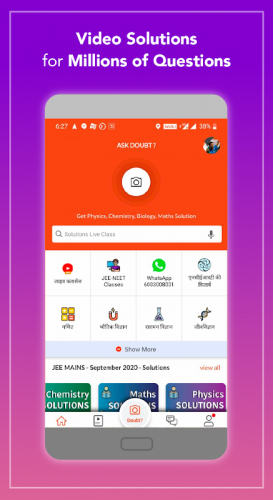 Video Solutions
for Millions of Questions
6:27
38%
ASK DOUBT ?
Get Physics, Chemistry, Biology, Maths Solution
Solutions Live Class
लाइव क्लासेस
JEE-NEET
Classes
WhatsApp
6003008001
एनसीईआरटी की
किताबें
गणित
भौतिक विज्ञान
रसायन विज्ञान
जीवविज्ञान
Show More
JEE MAINS - September 2020 - Solutions
view all
Chemistry
SOLUTIONS
Maths
SOLUTIONS
Physics
SOLUTIONS
Doubt?